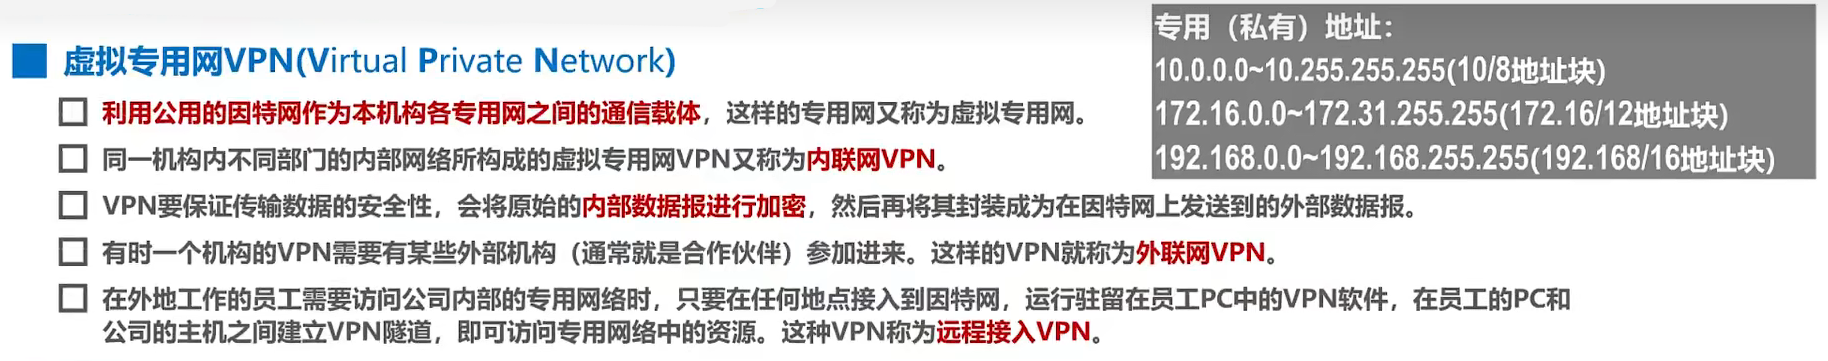 虚拟专用网VPN(Virtual Private Network)
利用公用的因特网作为本机构各专用网之间的通信载体，这样的专用网又称为虚拟专用网。
同一机构内不同部门的内部网络所构成的虚拟专用网VPN又称为内联网VPN。
VPN要保证传输数据的安全性，会将原始的内部数据报进行加密，然后再将其封装成为在因特网上发送到的外部数据报。
有时一个机构的VPN需要有某些外部机构（通常就是合作伙伴）参加进来。这样的VPN就称为外联网VPN。
在外地工作的员工需要访问公司内部的专用网络时，只要在任何地点接入到因特网，运行驻留在员工PC中的VPN软件，在员工的PC和
公司的主机之间建立VPN隧道，即可访问专用网络中的资源。这种VPN称为远程接入VPN。
专用（私有）地址：
10.0.0.0~10.255.255.255(10/8地址块)
172.16.0.0~172.31.255.255(172.16/12地址块)
192.168.0.0~192.168.255.255(192.168/16地址块)